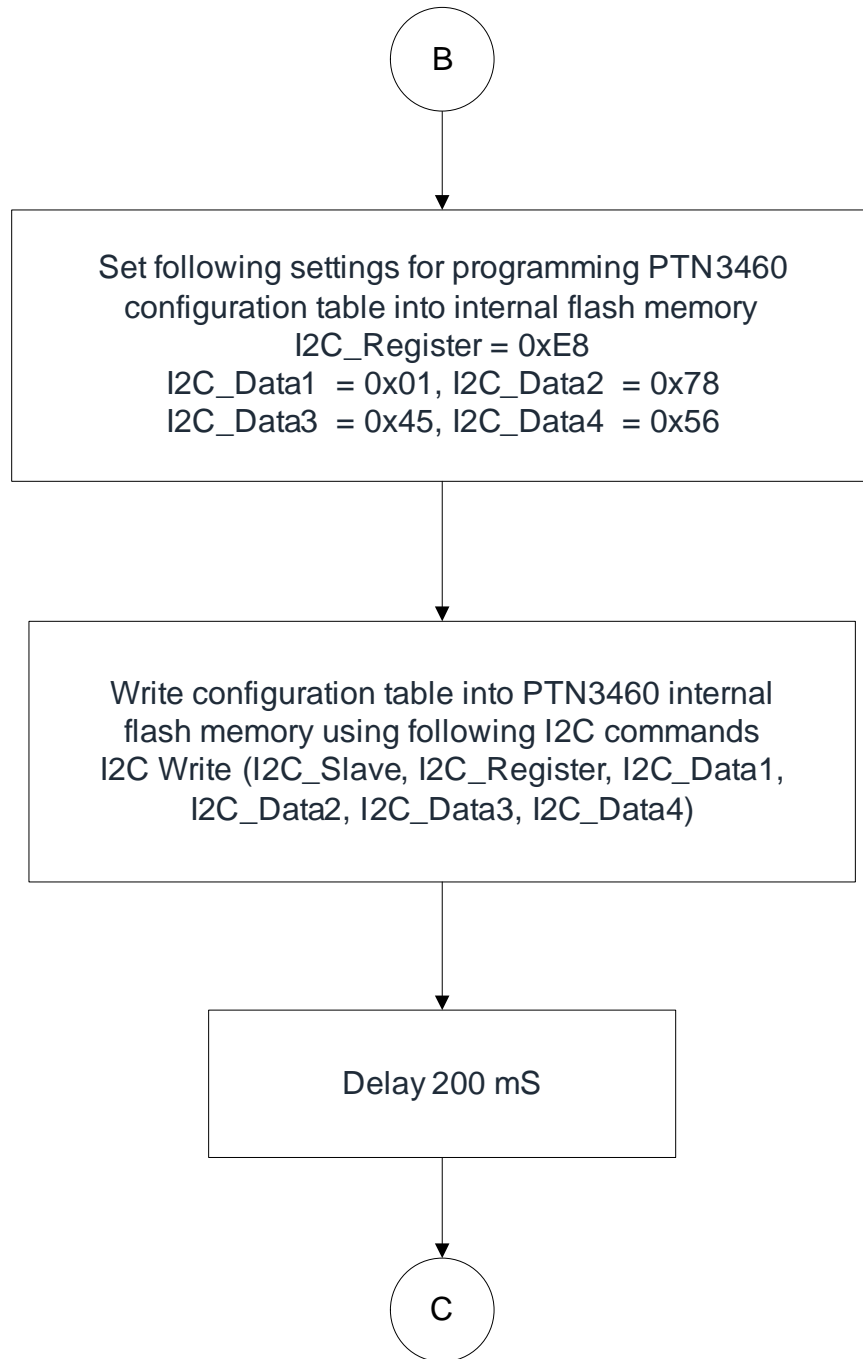 B
Set following settings for programming PTN3460
configuration table into internal flash memory
I2C_Register = 0xE8
I2C_Data1 = 0x01, I2C_Data2 = 0x78
I2C_Data3 = 0x45, I2C_Data4 = 0x56
Write configuration table into PTN3460 internal
flash memory using following I2C commands
I2C Write (I2C_Slave, I2C_Register, I2C_Data1,
I2C_Data2, I2C_Data3, I2C_Data4)
Delay 200 mS
C